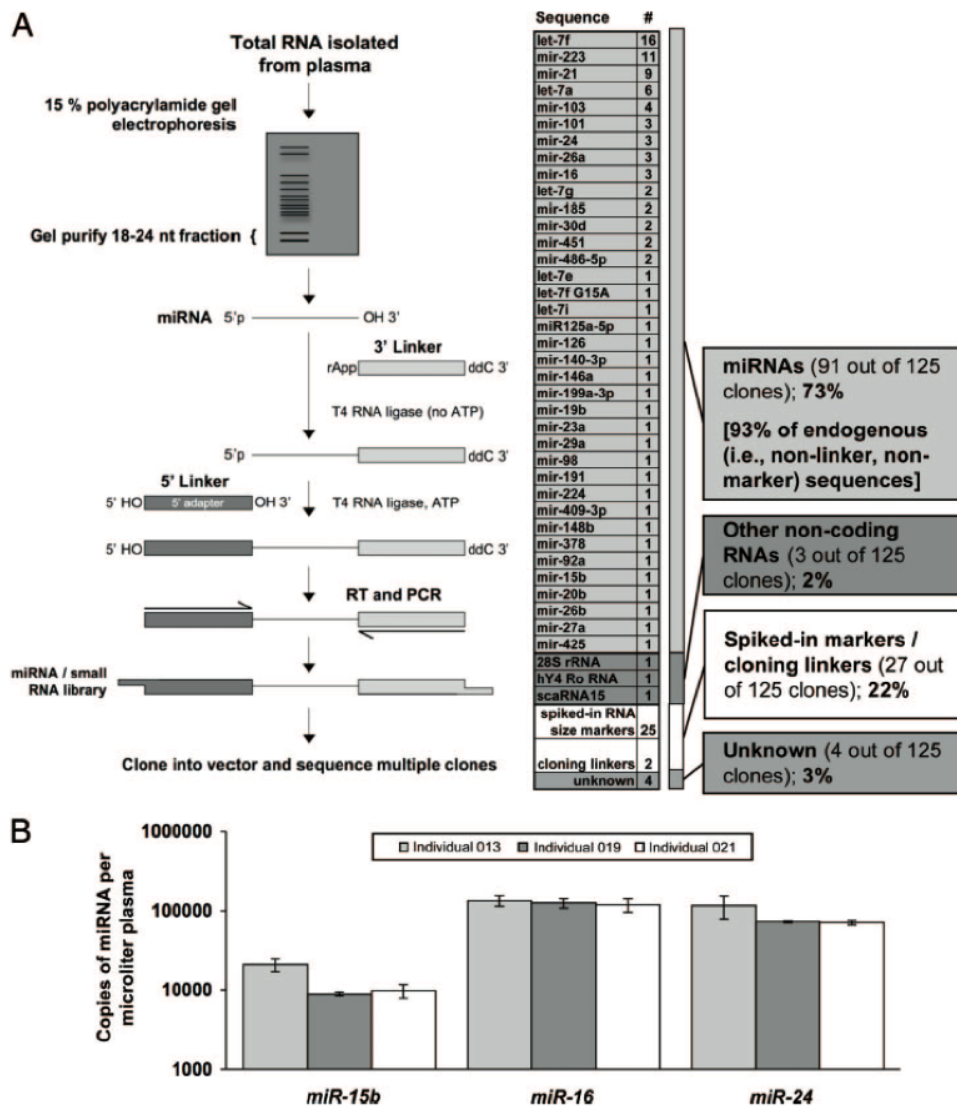 A
Total RNA isolated
from plasma
15 % polyacrylamide gel
electrophoresis
Gel purify 18-24 nt fraction {
miRNA 5'p OH 3'
3' Linker
rApp ddC 3'
T4 RNA ligase (no ATP)
5'p ddC 3'
5' Linker
5' HO 5' adapter OH 3' T4 RNA ligase, ATP
5' HO ddC 3'
RT and PCR
miRNA / small
RNA library
Clone into vector and sequence multiple clones
Sequence #
let-7f 16
mir-223 11
mir-21 9
let-7a 6
mir-103 4
mir-101 3
mir-24 3
mir-26a 3
mir-16 3
let-7g 2
mir-185 2
mir-30d 2
mir-451 2
mir-486-5p 2
let-7e 1
let-7f G15A 1
let-7i 1
miR125a-5p 1
mir-126 1
mir-140-3p 1
mir-146a 1
mir-199a-3p 1
mir-19b 1
mir-23a 1
mir-29a 1
mir-98 1
mir-191 1
mir-224 1
mir-409-3p 1
mir-148b 1
mir-378 1
mir-92a 1
mir-15b 1
mir-20b 1
mir-26b 1
mir-27a 1
mir-425 1
28S rRNA 1
hY4 Ro RNA 1
scaRNA15 1
spiked-in RNA
size markers 25
cloning linkers 2
unknown 4
miRNAs (91 out of 125
clones); 73%
[93% of endogenous
(i.e., non-linker, non-
marker) sequences]
Other non-coding
RNAs (3 out of 125
clones); 2%
Spiked-in markers /
cloning linkers (27 out
of 125 clones); 22%
Unknown (4 out of 125
clones); 3%
B
Copies of miRNA per
microliter plasma
1000000
100000
10000
1000
Individual 013 Individual 019 Individual 021
miR-15b miR-16 miR-24